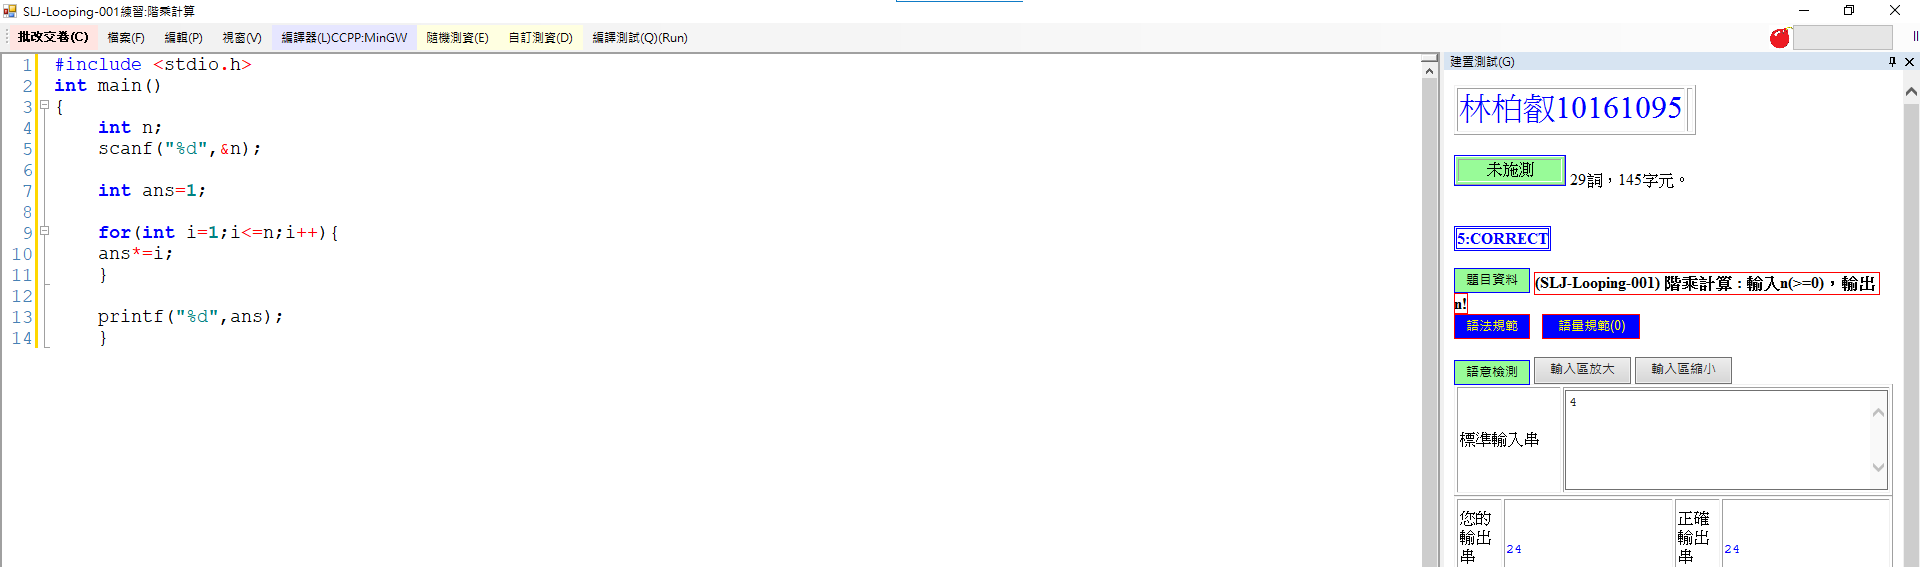 SLJ-Looping-001練習:階乘計算
批改交卷(C) 檔案(F) 編輯(P) 視窗(V) 編譯器(L)CCPP:MinGW 隨機測資(E) 自訂測資(D) 編譯測試(Q)(Run)
1 #include <stdio.h>
2 int main()
3 {
4 int n;
5 scanf("%d",&n);
6
7 int ans=1;
8
9 for(int i=1;i<=n;i++){
10 ans*=i;
11 }
12
13 printf("%d",ans);
14 }
建置測試(G)
林柏叡10161095
未施測 29詞，145字元。
5:CORRECT
題目資料 (SLJ-Looping-001) 階乘計算：輸入n(>=0)，輸出
n!
語法規範 語量規範(0)
語意檢測 輸入區放大 輸入區縮小
標準輸入串 4
您的輸出串 24 正確輸出串 24